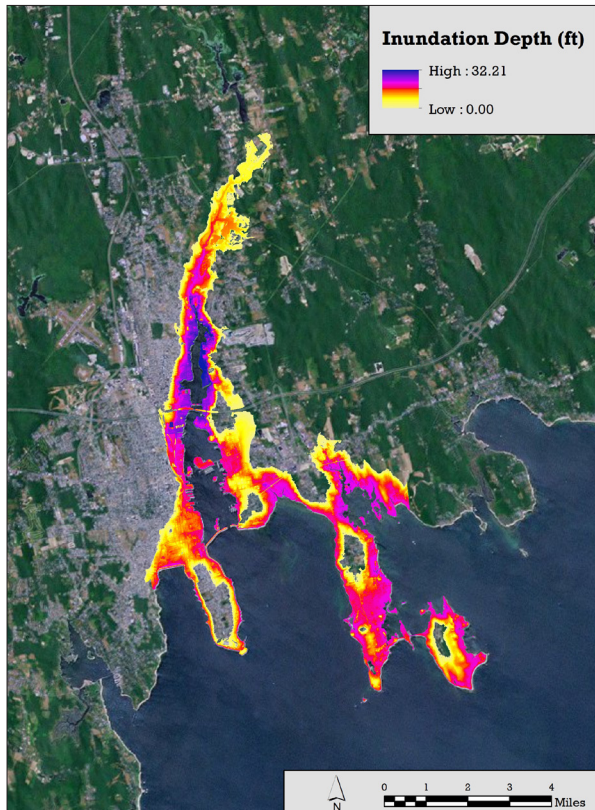 Inundation Depth (ft)
High : 32.21
Low : 0.00
N
0 1 2 3 4
Miles